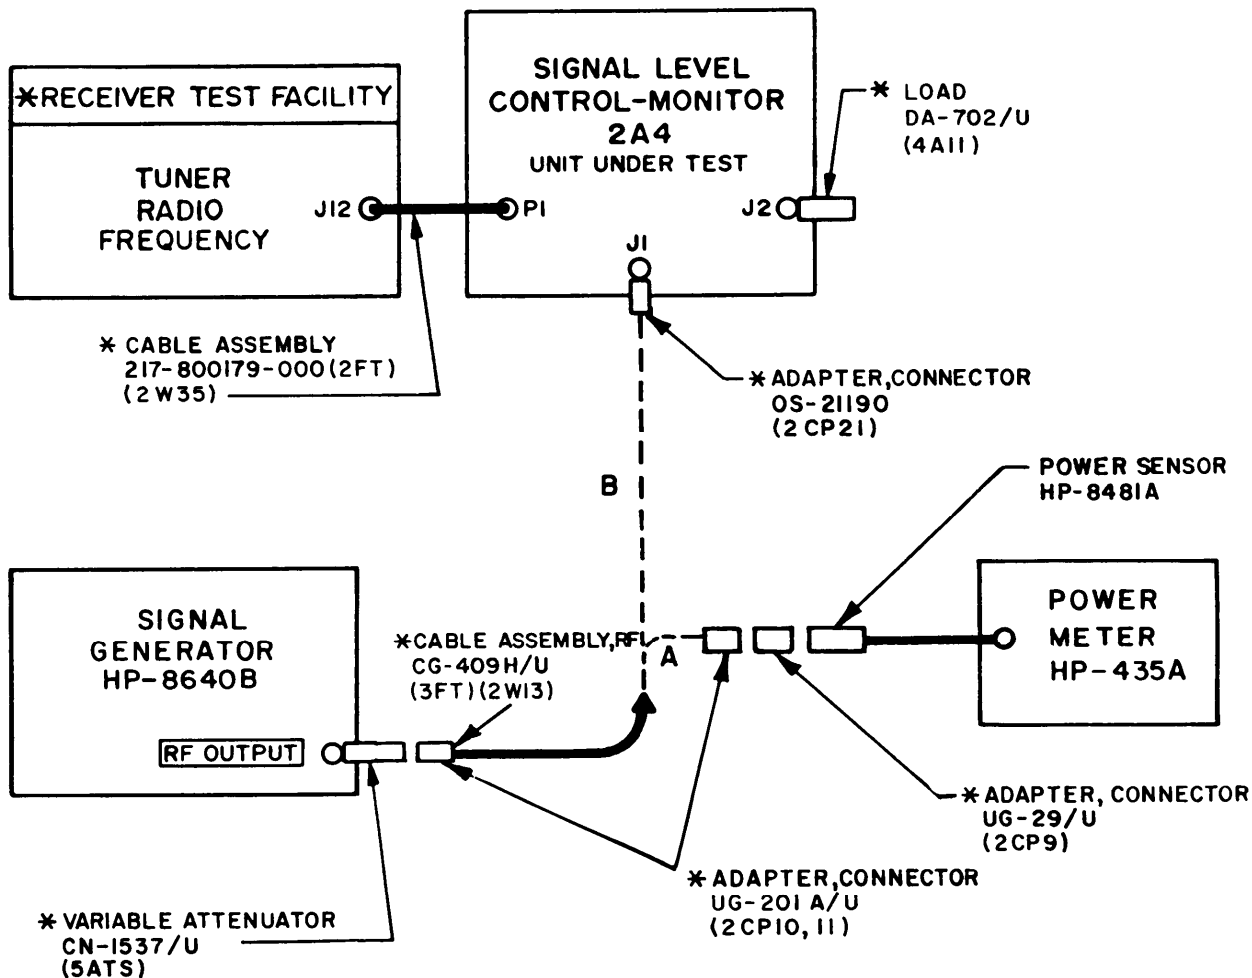 *RECEIVER TEST FACILITY
TUNER
RADIO
FREQUENCY
J12
SIGNAL LEVEL
CONTROL-MONITOR
2A4
UNIT UNDER TEST
P1
J2
J1
* LOAD
DA-702/U
(4A11)
* CABLE ASSEMBLY
217-800179-000(2FT)
(2W35)
* ADAPTER,CONNECTOR
OS-21190
(2CP21)
B
POWER SENSOR
HP-8481A
SIGNAL
GENERATOR
HP-8640B
RF OUTPUT
*CABLE ASSEMBLY,RF
CG-409H/U
(3FT)(2W13)
A
POWER
METER
HP-435A
* ADAPTER, CONNECTOR
UG-29/U
(2CP9)
* ADAPTER,CONNECTOR
UG-201 A/U
(2CP10, 11)
* VARIABLE ATTENUATOR
CN-1537/U
(5ATS)